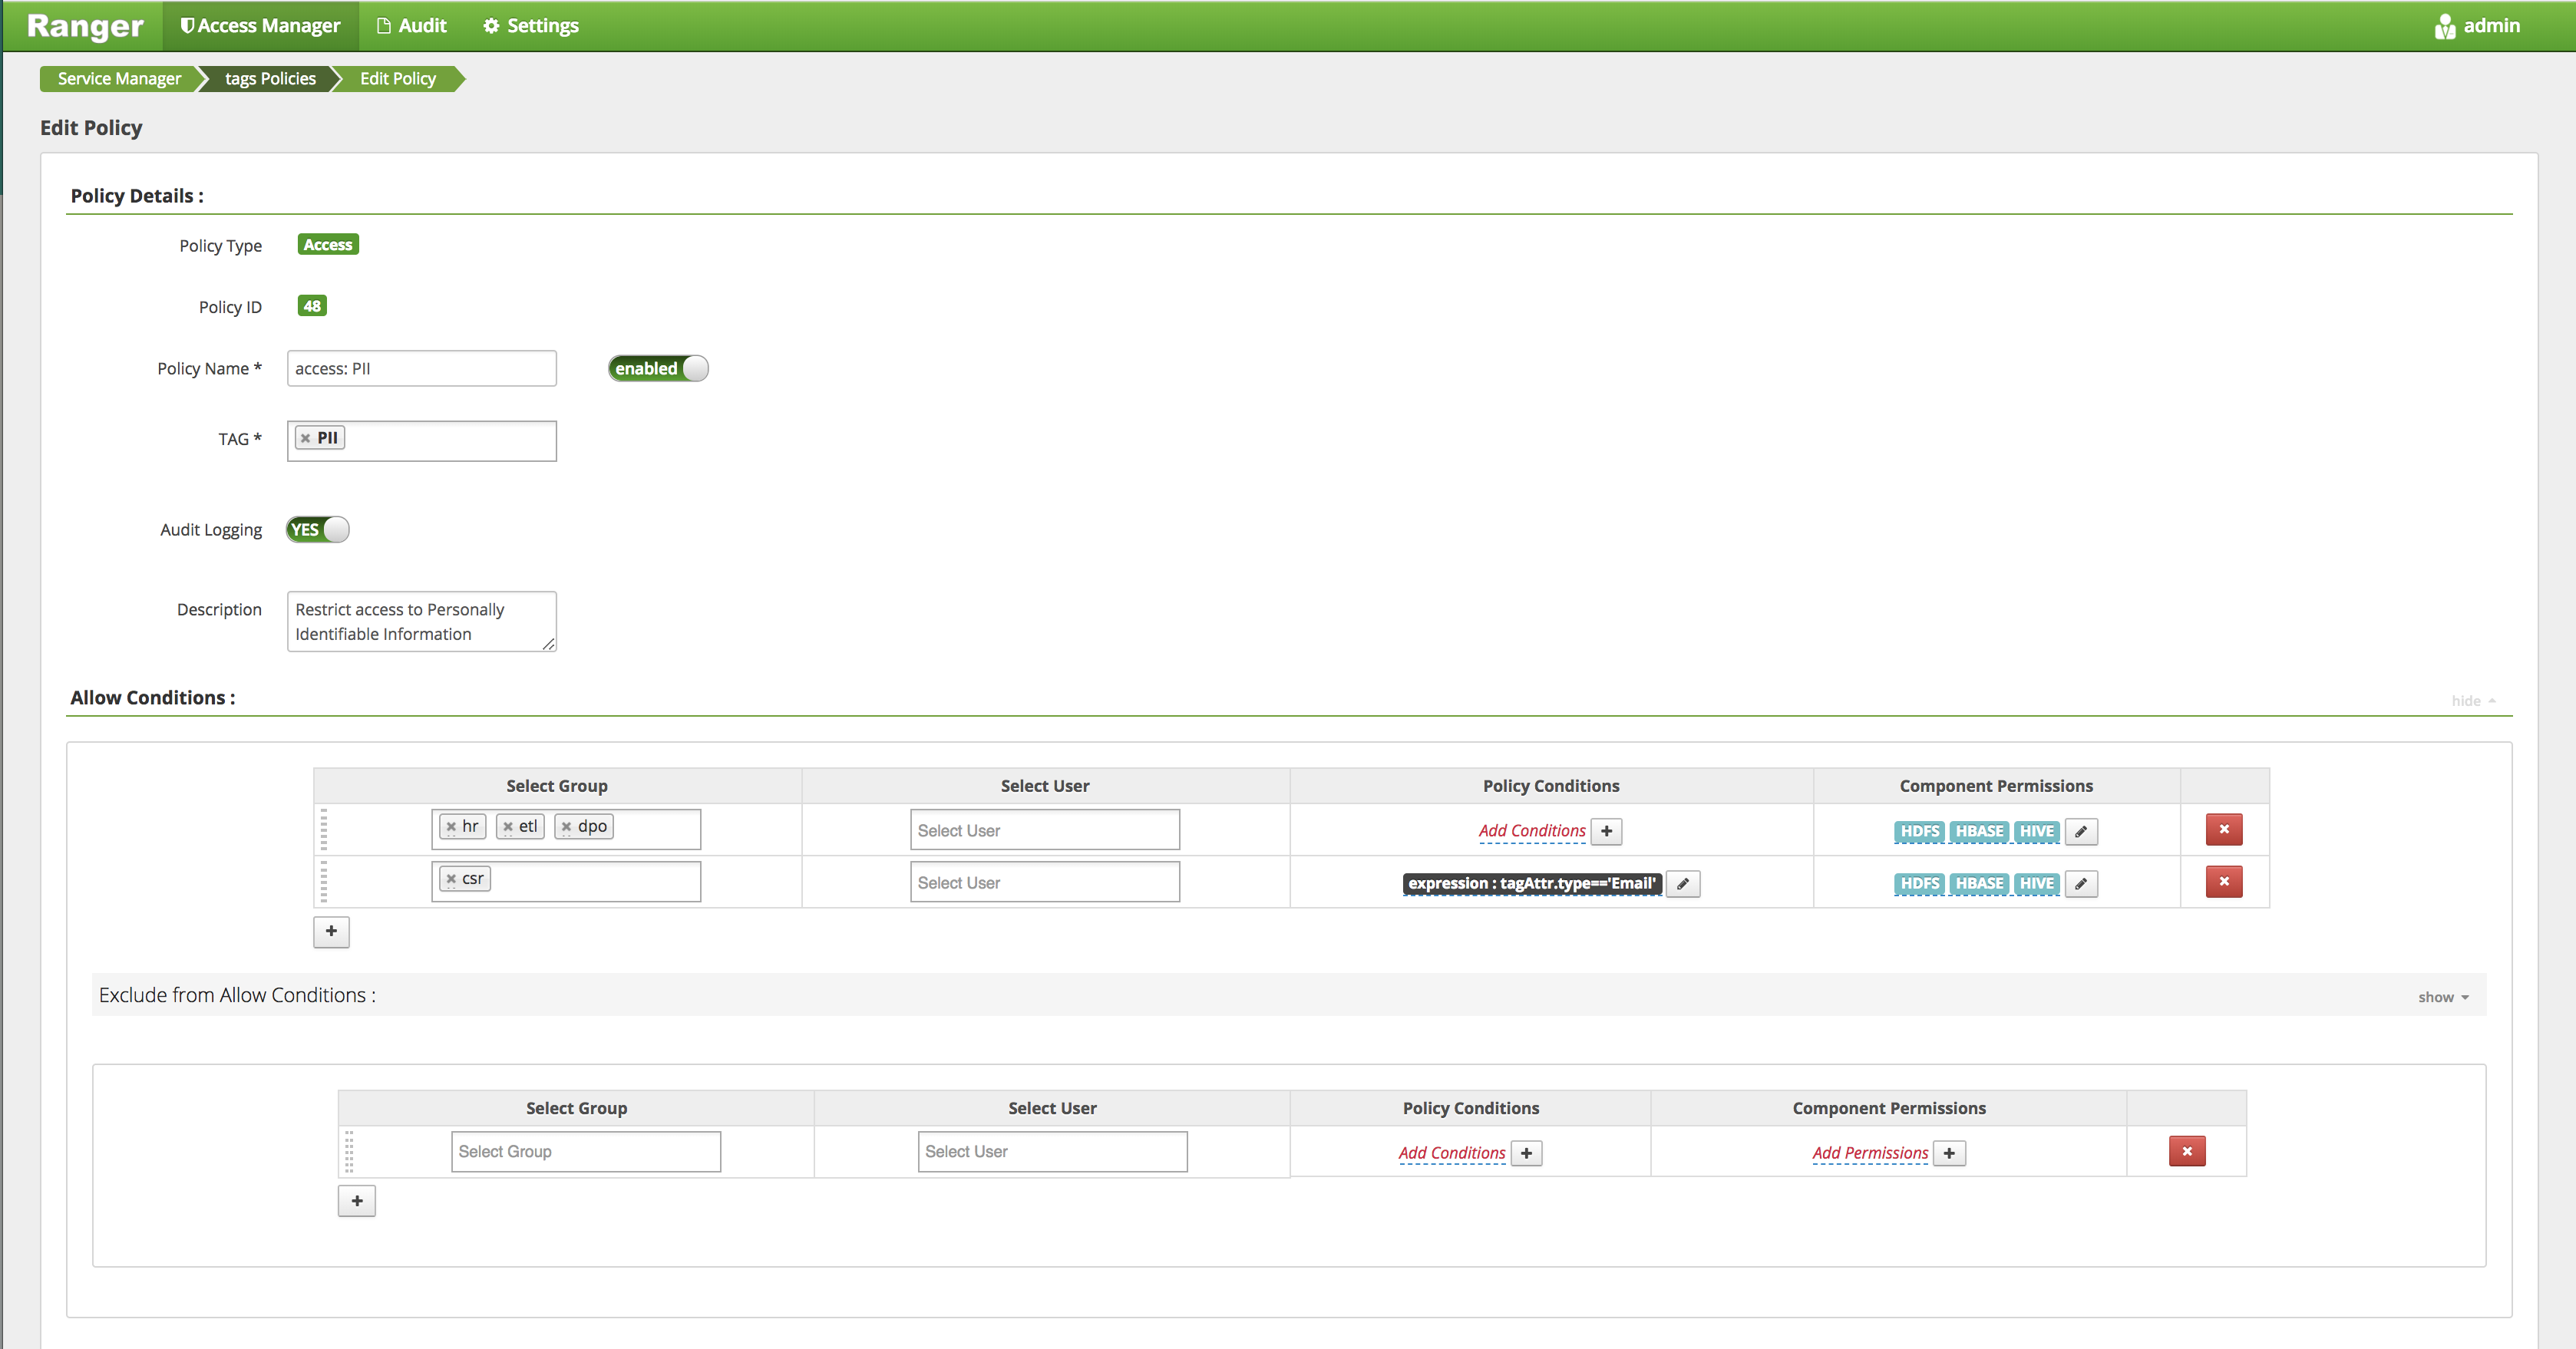 Ranger Access Manager Audit Settings admin
Service Manager tags Policies Edit Policy
Edit Policy
Policy Details :
Policy Type Access
Policy ID 48
Policy Name * access: PII enabled
TAG * × PII
Audit Logging YES
Description Restrict access to Personally
Identifiable Information
Allow Conditions : hide
Select Group Select User Policy Conditions Component Permissions
× hr × etl × dpo Select User Add Conditions + HDFS HBASE HIVE ×
× csr Select User expression : tagAttr.type=='Email' HDFS HBASE HIVE ×
+
Exclude from Allow Conditions : show
Select Group Select User Policy Conditions Component Permissions
Select Group Select User Add Conditions + Add Permissions + ×
+